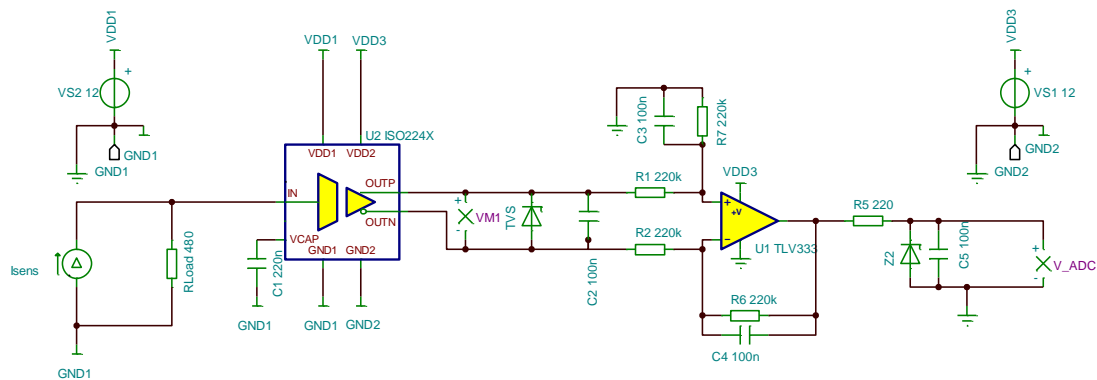 VDD1
VDD1
VDD3
VDD3
VS2 12
+
VS1 12
+
GND1
GND1
GND2
GND2
U2 ISO224X
VDD1
VDD2
IN
OUTP
OUTN
VCAP
GND1
GND2
C1 220n
GND1
GND1
GND2
Isens
RLoad 480
GND1
+
VM1
-
TVS
C2 100n
R1 220k
R2 220k
C3 100n
R7 220k
VDD3
+
+V
-
U1 TLV333
R6 220k
C4 100n
R5 220
Z2
C5 100n
+
V_ADC
-